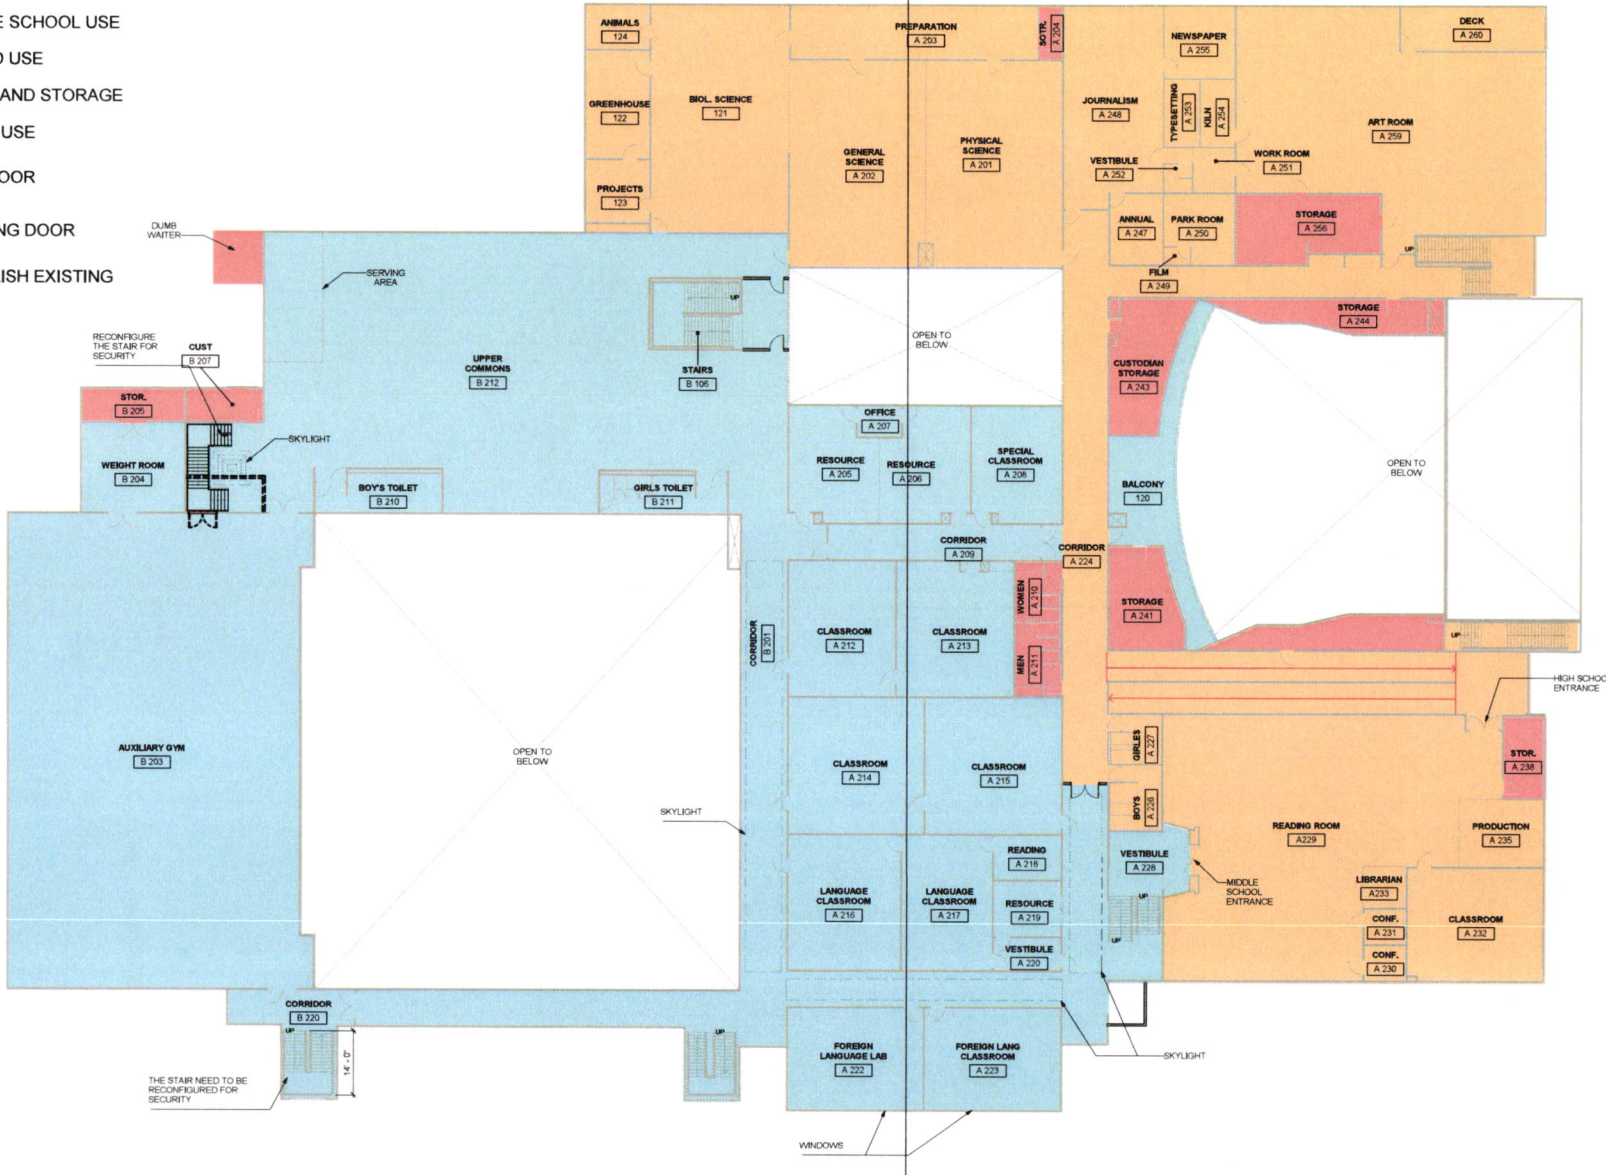 E SCHOOL USE
USE
AND STORAGE
USE
OOR
NG DOOR
ISH EXISTING
ANIMALS
124
GREENHOUSE
122
PROJECTS
123
BIOL. SCIENCE
121
PREPARATION
A 203
SOTR.
A 204
GENERAL
SCIENCE
A 202
PHYSICAL
SCIENCE
A 201
JOURNALISM
A 248
NEWSPAPER
A 255
TYPESETTING
A 253
KILN
A 254
VESTIBULE
A 252
WORK ROOM
A 251
DECK
A 260
ART ROOM
A 259
ANNUAL
A 247
PARK ROOM
A 250
FILM
A 249
STORAGE
A 256
UP
DUMB
WAITER
SERVING
AREA
RECONFIGURE
THE STAIR FOR
SECURITY
CUST
B 207
STOR.
B 205
WEIGHT ROOM
B 204
SKYLIGHT
UPPER
COMMONS
B 212
UP
STAIRS
B 106
BOY'S TOILET
B 210
GIRLS TOILET
B 211
OPEN TO
BELOW
OFFICE
A 207
RESOURCE
A 205
RESOURCE
A 206
SPECIAL
CLASSROOM
A 208
CORRIDOR
A 209
CORRIDOR
A 224
STORAGE
A 244
CUSTODIAN
STORAGE
A 243
BALCONY
120
OPEN TO
BELOW
STORAGE
A 241
UP
HIGH SCHOO
ENTRANCE
CORRIDOR
B 201
CLASSROOM
A 212
CLASSROOM
A 213
WOMEN
A 210
MEN
A 211
AUXILIARY GYM
B 203
OPEN TO
BELOW
SKYLIGHT
CLASSROOM
A 214
CLASSROOM
A 215
GIRLES
A 227
BOYS
A 226
STOR.
A 238
READING ROOM
A229
PRODUCTION
A 235
VESTIBULE
A 228
MIDDLE
SCHOOL
ENTRANCE
LIBRARIAN
A233
CONF.
A 231
CONF.
A 230
CLASSROOM
A 232
UP
UP
LANGUAGE
CLASSROOM
A 216
LANGUAGE
CLASSROOM
A 217
READING
A 218
RESOURCE
A 219
VESTIBULE
A 220
CORRIDOR
B 220
UP
14' - 0"
UP
THE STAIR NEED TO BE
RECONFIGURED FOR
SECURITY
FOREIGN
LANGUAGE LAB
A 222
FOREIGN LANG
CLASSROOM
A 223
SKYLIGHT
WINDOWS